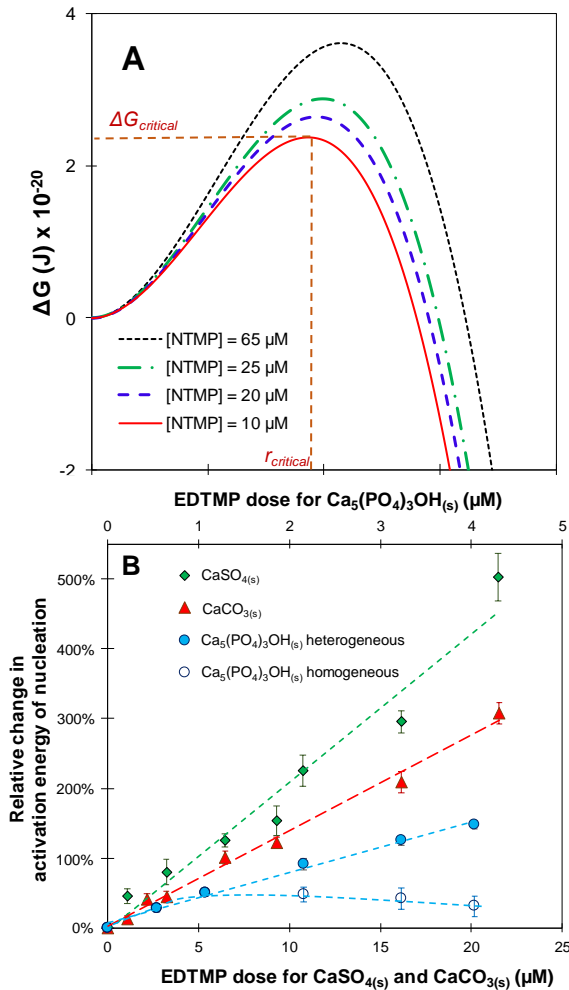 A
4
2
0
-2
ΔG (J) x 10⁻²⁰
ΔG_critical
[NTMP] = 65 µM
[NTMP] = 25 µM
[NTMP] = 20 µM
[NTMP] = 10 µM
r_critical
EDTMP dose for Ca₅(PO₄)₃OH₍ₛ₎ (µM)
0 1 2 3 4 5
B
500%
400%
300%
200%
100%
0%
Relative change in
activation energy of nucleation
CaSO₄₍ₛ₎
CaCO₃₍ₛ₎
Ca₅(PO₄)₃OH₍ₛ₎ heterogeneous
Ca₅(PO₄)₃OH₍ₛ₎ homogeneous
0 5 10 15 20 25
EDTMP dose for CaSO₄₍ₛ₎ and CaCO₃₍ₛ₎ (µM)